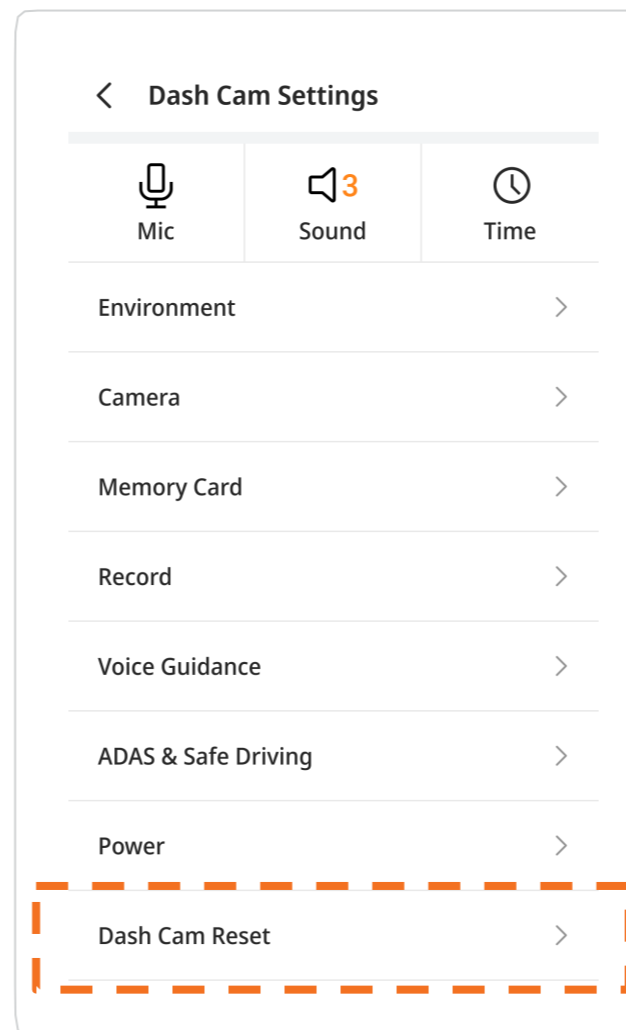 Dash Cam Settings
3
Mic Sound Time
Environment
Camera
Memory Card
Record
Voice Guidance
ADAS & Safe Driving
Power
Dash Cam Reset